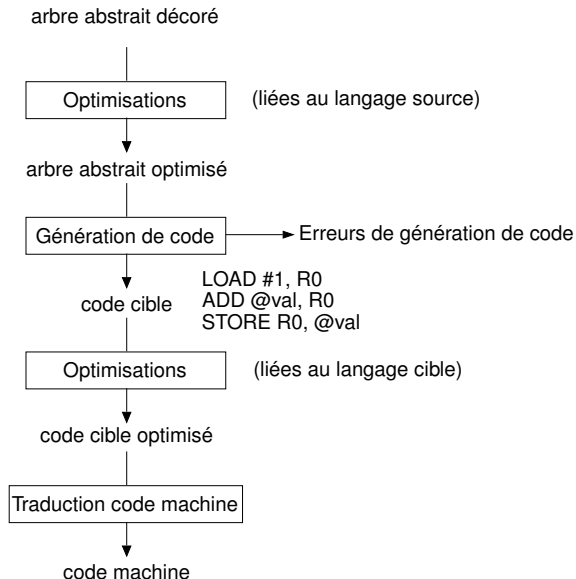 arbre abstrait décoré
Optimisations
(liées au langage source)
arbre abstrait optimisé
Génération de code
Erreurs de génération de code
code cible
LOAD #1, R0
ADD @val, R0
STORE R0, @val
Optimisations
(liées au langage cible)
code cible optimisé
Traduction code machine
code machine